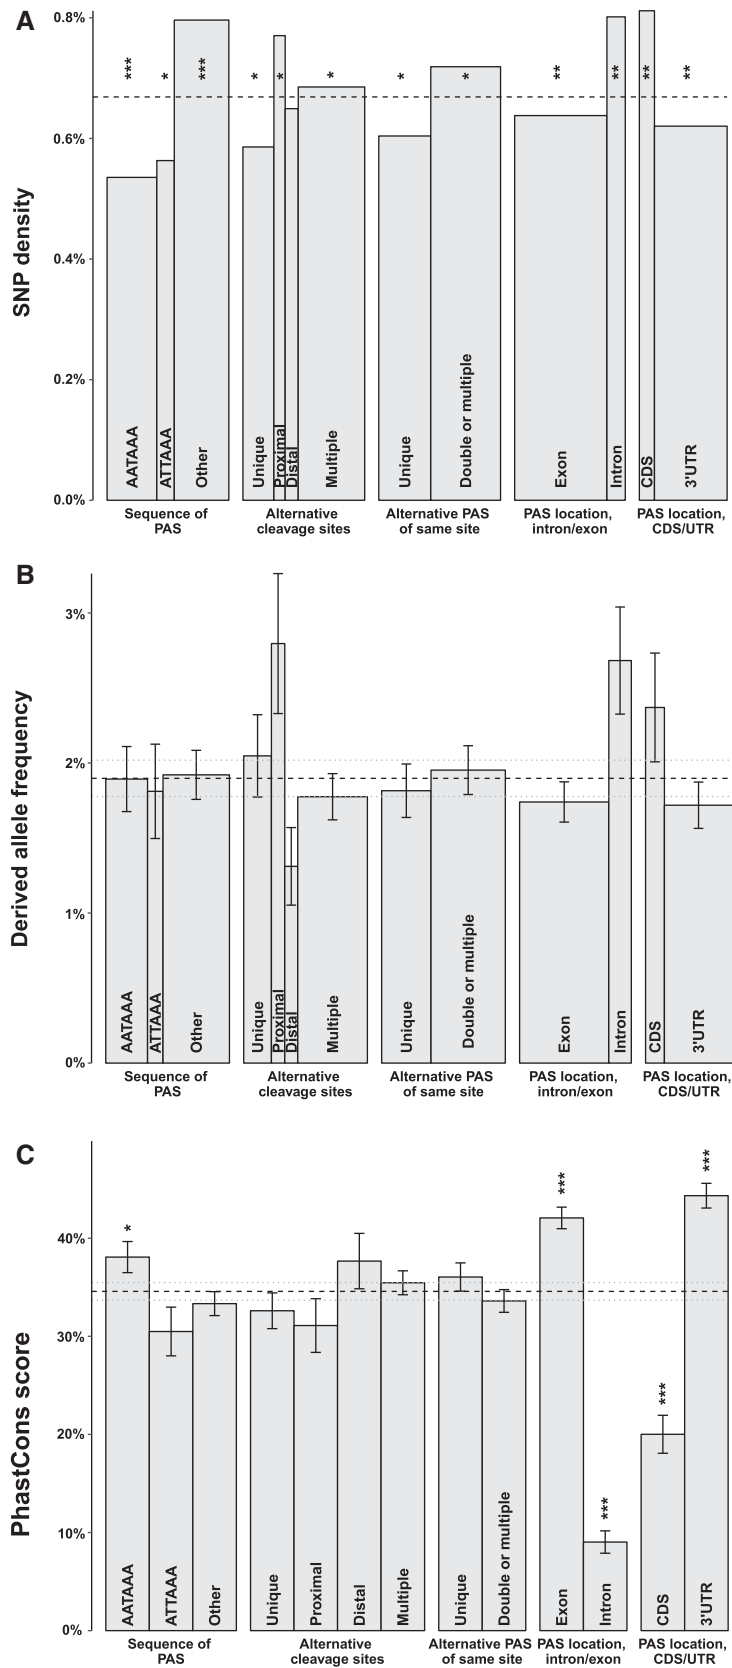 A
SNP density
0.8%
0.6%
0.4%
0.2%
0.0%
*** * *** * * * * * ** ** ** **
AATAAA
ATTAAA
Other
Unique
Proximal
Distal
Multiple
Unique
Double or multiple
Exon
Intron
CDS
3'UTR
Sequence of
PAS
Alternative
cleavage sites
Alternative PAS
of same site
PAS location,
intron/exon
PAS location,
CDS/UTR
B
Derived allele frequency
3%
2%
1%
0%
AATAAA
ATTAAA
Other
Unique
Proximal
Distal
Multiple
Unique
Double or multiple
Exon
Intron
CDS
3'UTR
Sequence of
PAS
Alternative
cleavage sites
Alternative PAS
of same site
PAS location,
intron/exon
PAS location,
CDS/UTR
C
PhastCons score
40%
30%
20%
10%
0%
* *** *** *** ***
AATAAA
ATTAAA
Other
Unique
Proximal
Distal
Multiple
Unique
Double or multiple
Exon
Intron
CDS
3'UTR
Sequence of
PAS
Alternative
cleavage sites
Alternative PAS
of same site
PAS location,
intron/exon
PAS location,
CDS/UTR